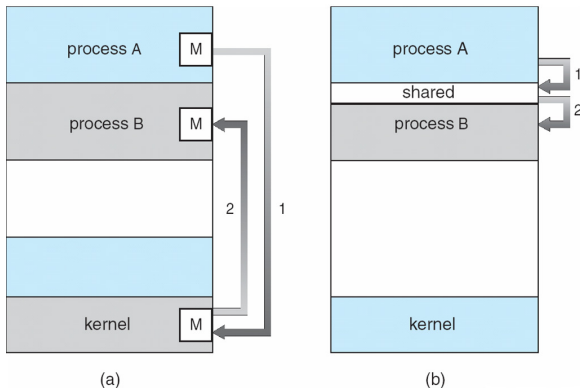 process A
M
process B
M
2
1
kernel
M
(a)
process A
1
shared
2
process B
kernel
(b)